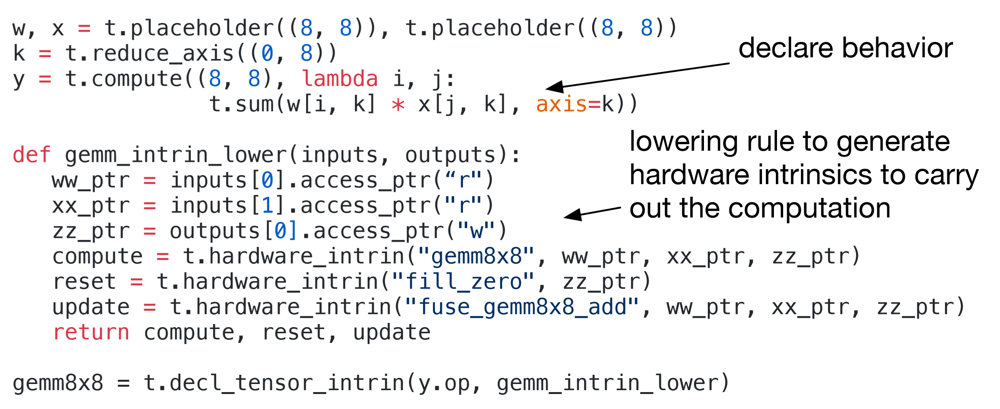 w, x = t.placeholder((8, 8)), t.placeholder((8, 8))
k = t.reduce_axis((0, 8))
y = t.compute((8, 8), lambda i, j:
               t.sum(w[i, k] * x[j, k], axis=k))
declare behavior
def gemm_intrin_lower(inputs, outputs):
   ww_ptr = inputs[0].access_ptr(“r")
   xx_ptr = inputs[1].access_ptr("r")
   zz_ptr = outputs[0].access_ptr("w")
   compute = t.hardware_intrin("gemm8x8", ww_ptr, xx_ptr, zz_ptr)
   reset = t.hardware_intrin("fill_zero", zz_ptr)
   update = t.hardware_intrin("fuse_gemm8x8_add", ww_ptr, xx_ptr, zz_ptr)
   return compute, reset, update
lowering rule to generate
hardware intrinsics to carry
out the computation
gemm8x8 = t.decl_tensor_intrin(y.op, gemm_intrin_lower)